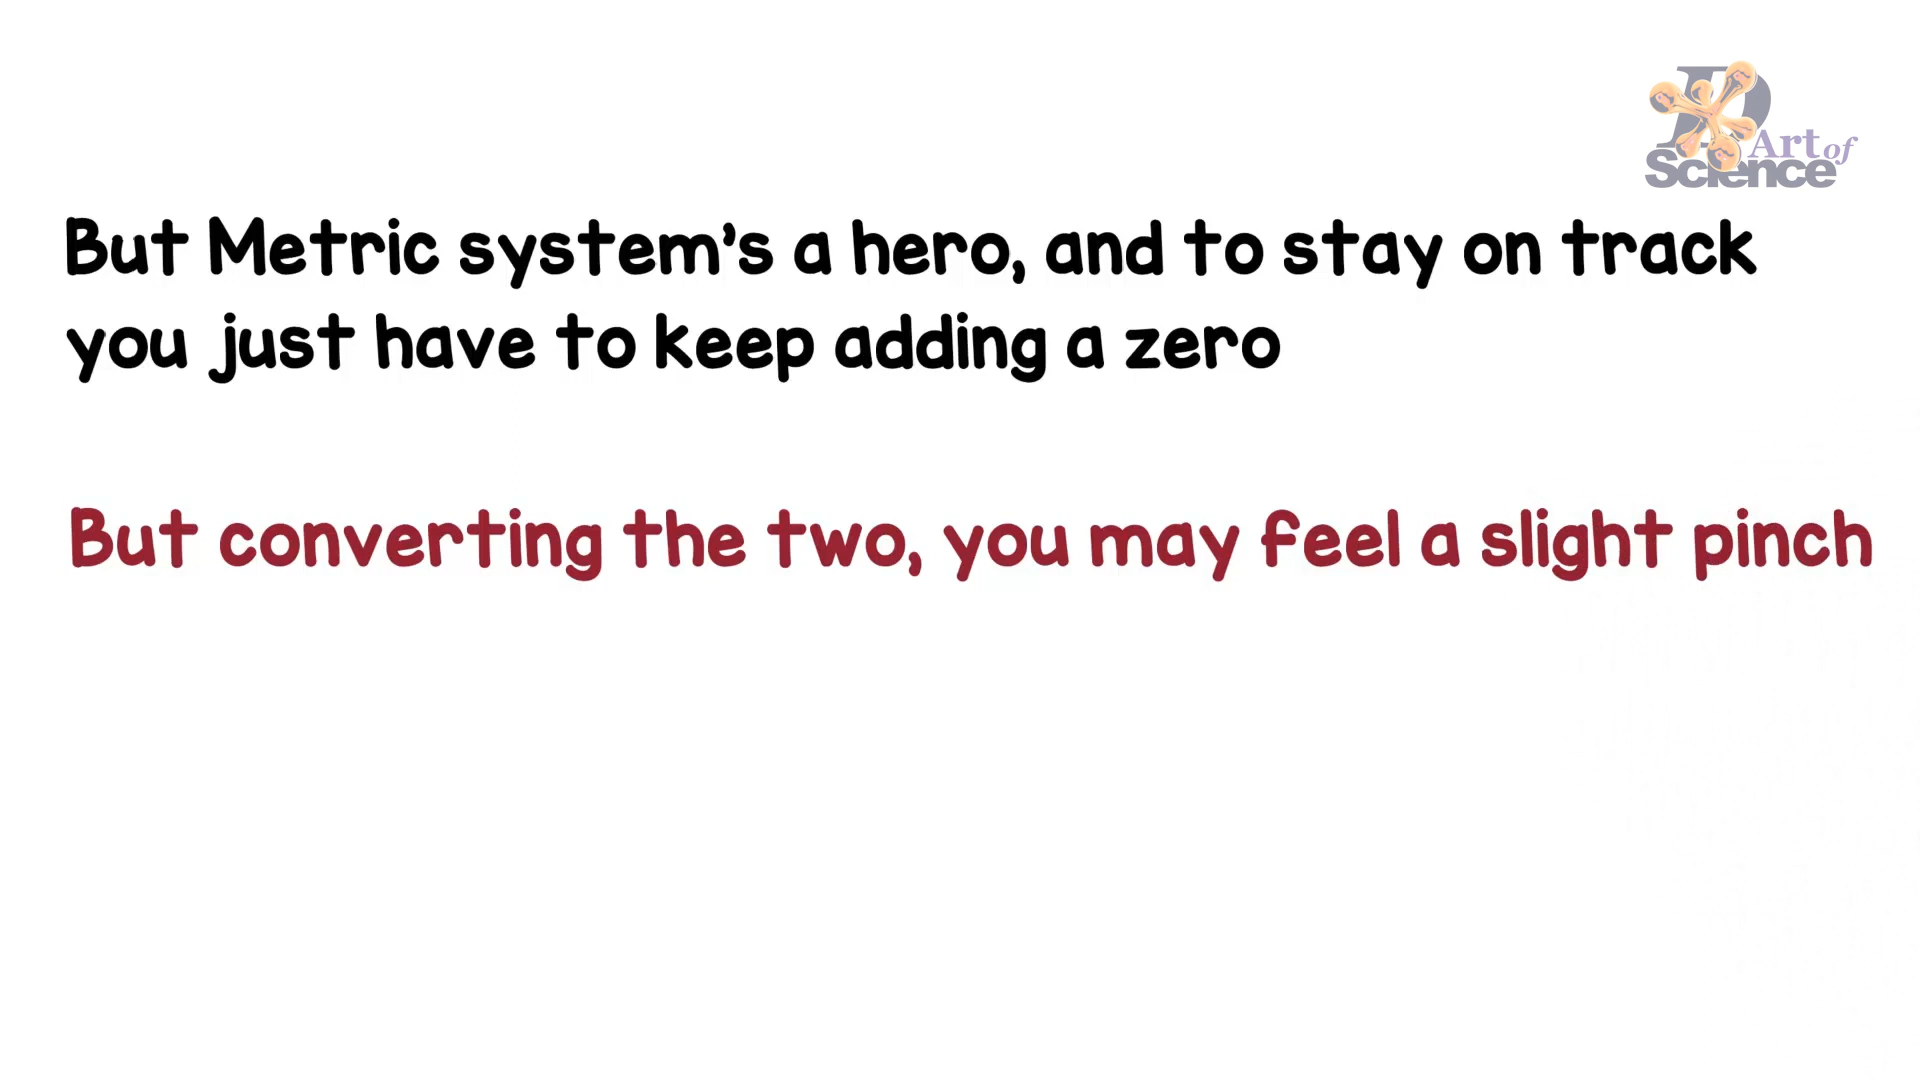 Art of
Science
But Metric system's a hero, and to stay on track
you just have to keep adding a zero
But converting the two, you may feel a slight pinch